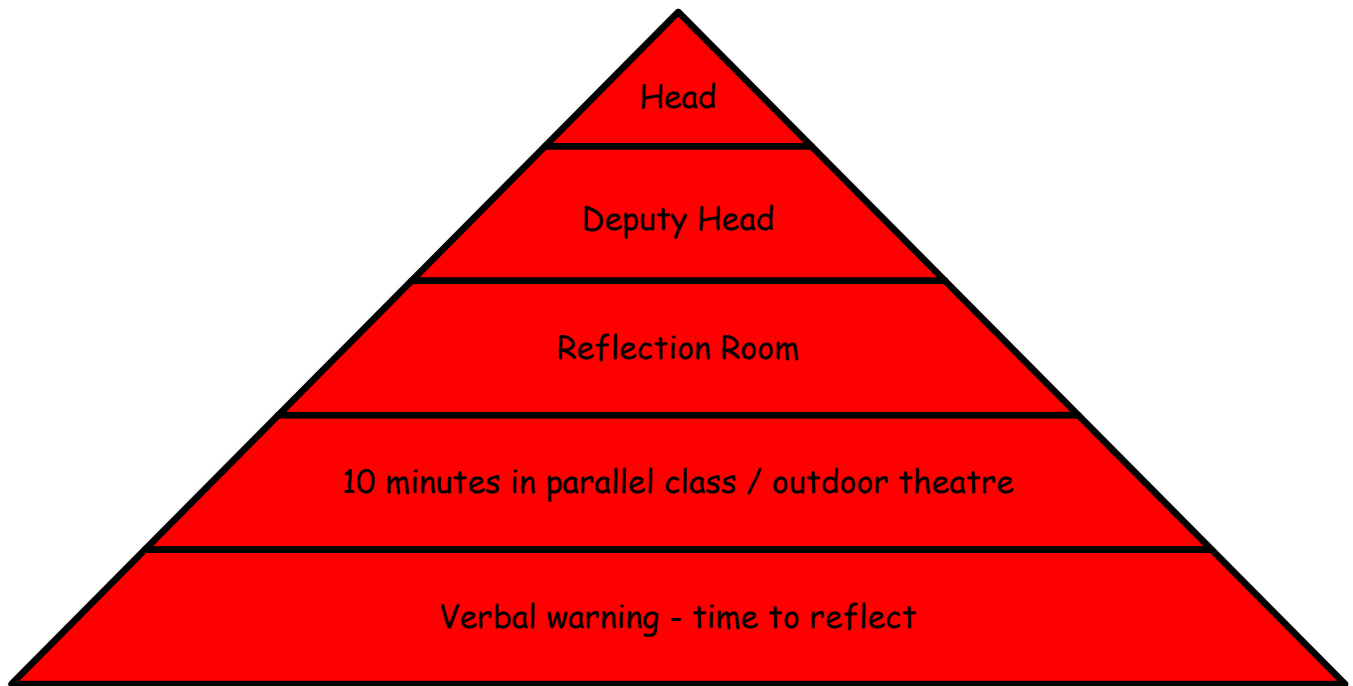 Head
Deputy Head
Reflection Room
10 minutes in parallel class / outdoor theatre
Verbal warning - time to reflect